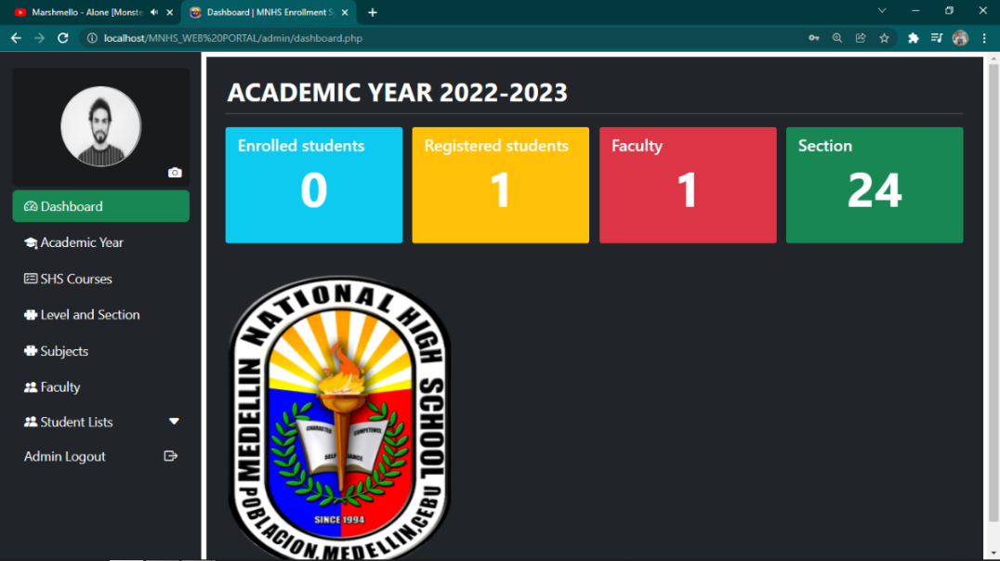 Marshmello - Alone [Monste
Dashboard | MNHS Enrollment S
localhost/MNHS_WEB%20PORTAL/admin/dashboard.php
Dashboard
Academic Year
SHS Courses
Level and Section
Subjects
Faculty
Student Lists
Admin Logout
ACADEMIC YEAR 2022-2023
Enrolled students
0
Registered students
1
Faculty
1
Section
24
MEDELLIN NATIONAL HIGH SCHOOL
CHARACTER
COMPETENCE
SINCE 1994
POBLACION, MEDELLIN, CEBU